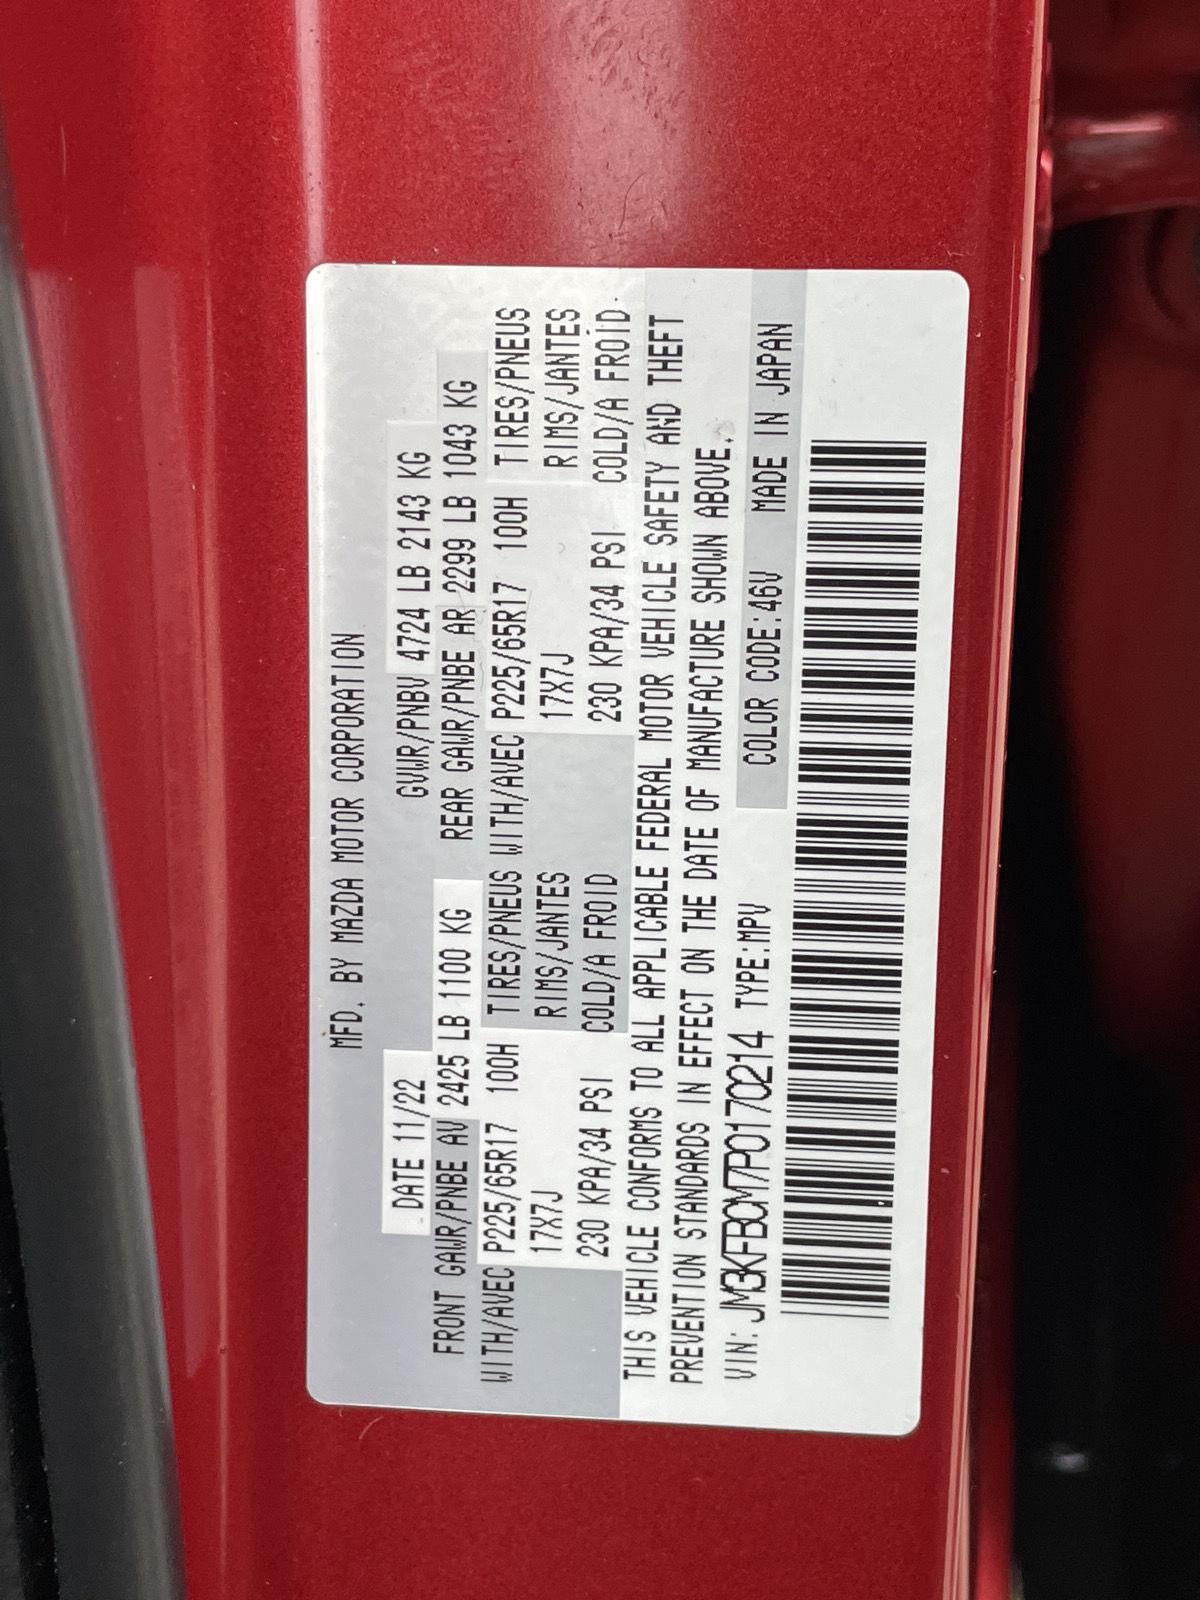 MFD. BY MAZDA MOTOR CORPORATION
DATE 11/22 GVWR/PNBV 4724 LB 2143 KG
FRONT GAWR/PNBE AV 2425 LB 1100 KG REAR GAWR/PNBE AR 2299 LB 1043 KG
WITH/AVEC P225/65R17 100H TIRES/PNEUS WITH/AVEC P225/65R17 100H TIRES/PNEUS
17X7J RIMS/JANTES 17X7J RIMS/JANTES
230 KPA/34 PSI COLD/A FROID 230 KPA/34 PSI COLD/A FROID
THIS VEHICLE CONFORMS TO ALL APPLICABLE FEDERAL MOTOR VEHICLE SAFETY AND THEFT
PREVENTION STANDARDS IN EFFECT ON THE DATE OF MANUFACTURE SHOWN ABOVE.
VIN: JM3KFBCM7P0170214 TYPE:MPV COLOR CODE:46V MADE IN JAPAN